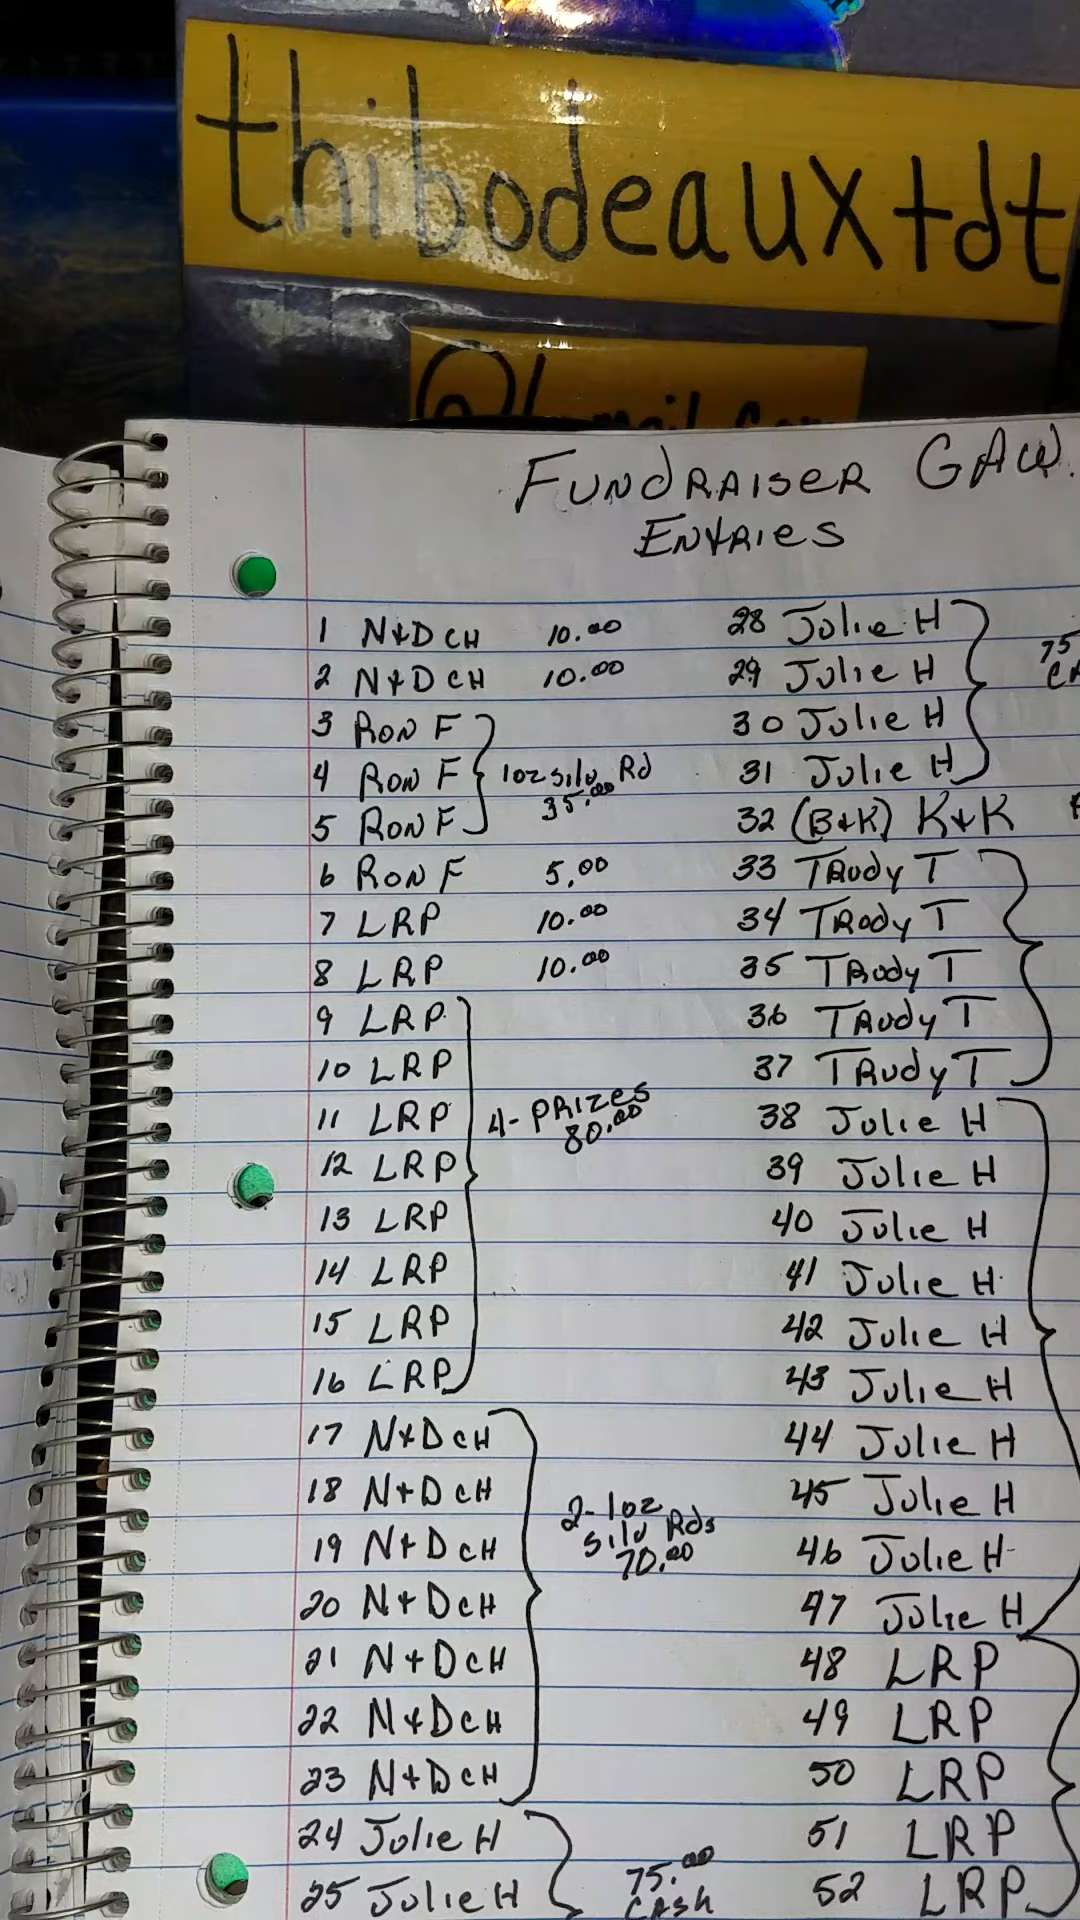 thibodeauxtdt
FUNDRAISER GAW.
ENTRIES
1 N+D CH 10.00
2 N+D CH 10.00
3 RON F
4 RON F 1oz silv Rd
35.00
5 RON F
6 RON F 5.00
7 LRP 10.00
8 LRP 10.00
9 LRP
10 LRP
11 LRP 4- PRIZES
80.00
12 LRP
13 LRP
14 LRP
15 LRP
16 LRP
17 N+D CH
18 N+D CH 2-1oz
silv Rds
19 N+D CH 70.00
20 N+D CH
21 N+D CH
22 N+D CH
23 N+D CH
24 Julie H
25 Julie H 75.00
CASH
28 Julie H
29 Julie H 75
30 Julie H
31 Julie H
32 (B+K) K+K
33 TRudy T
34 TRudy T
35 TRudy T
36 TRudy T
37 TRudy T
38 Julie H
39 Julie H
40 Julie H
41 Julie H
42 Julie H
43 Julie H
44 Julie H
45 Julie H
46 Julie H
47 Julie H
48 LRP
49 LRP
50 LRP
51 LRP
52 LRP